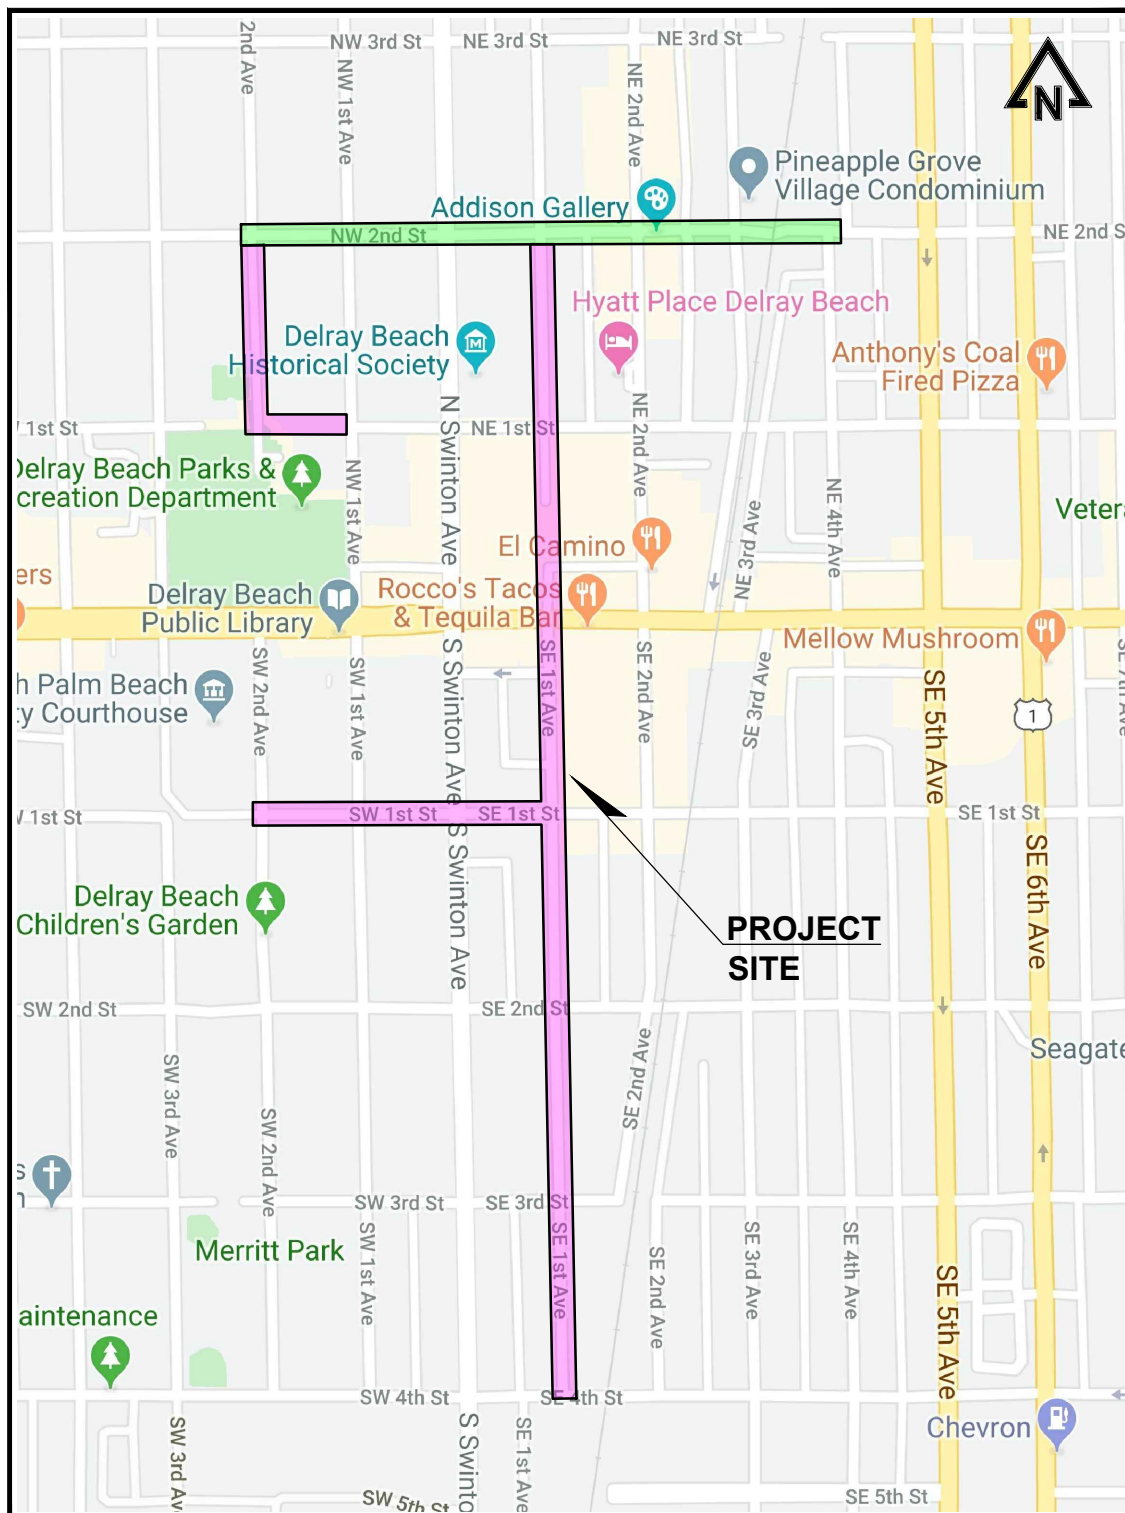 NW 3rd St
NE 3rd St
NE 3rd St
2nd Ave
NW 1st Ave
NE 2nd Ave
N
Pineapple Grove
Village Condominium
Addison Gallery
NW 2nd St
NE 2nd S
Hyatt Place Delray Beach
Delray Beach
Historical Society
Anthony's Coal
Fired Pizza
1st St
N Swinton Ave
NE 1st St
NE 2nd Ave
Delray Beach Parks &
creation Department
NW 1st Ave
NE 3rd Ave
NE 4th Ave
Veter
El Camino
ers
Delray Beach
Public Library
Rocco's Tacos
& Tequila Bar
Mellow Mushroom
h Palm Beach
ty Courthouse
SW 2nd Ave
SW 1st Ave
S Swinton Ave
SE 1st Ave
SE 2nd Ave
SE 3rd Ave
SE 5th Ave
1
1st St
SW 1st St
SE 1st St
SE 1st St
S Swinton Ave
SE 6th Ave
Delray Beach
Children's Garden
PROJECT
SITE
SW 2nd St
SE 2nd St
SE 2nd Ave
Seagate
SW 3rd Ave
SW 2nd Ave
s
n
SW 3rd St
SE 3rd St
Merritt Park
SW 1st Ave
SE 1st Ave
SE 2nd Ave
SE 3rd Ave
SE 4th Ave
SE 5th Ave
aintenance
SW 4th St
SE 4th St
Chevron
SW 3rd Av
S Swinto
SE 1st Ave
SW 5th St
SE 5th St